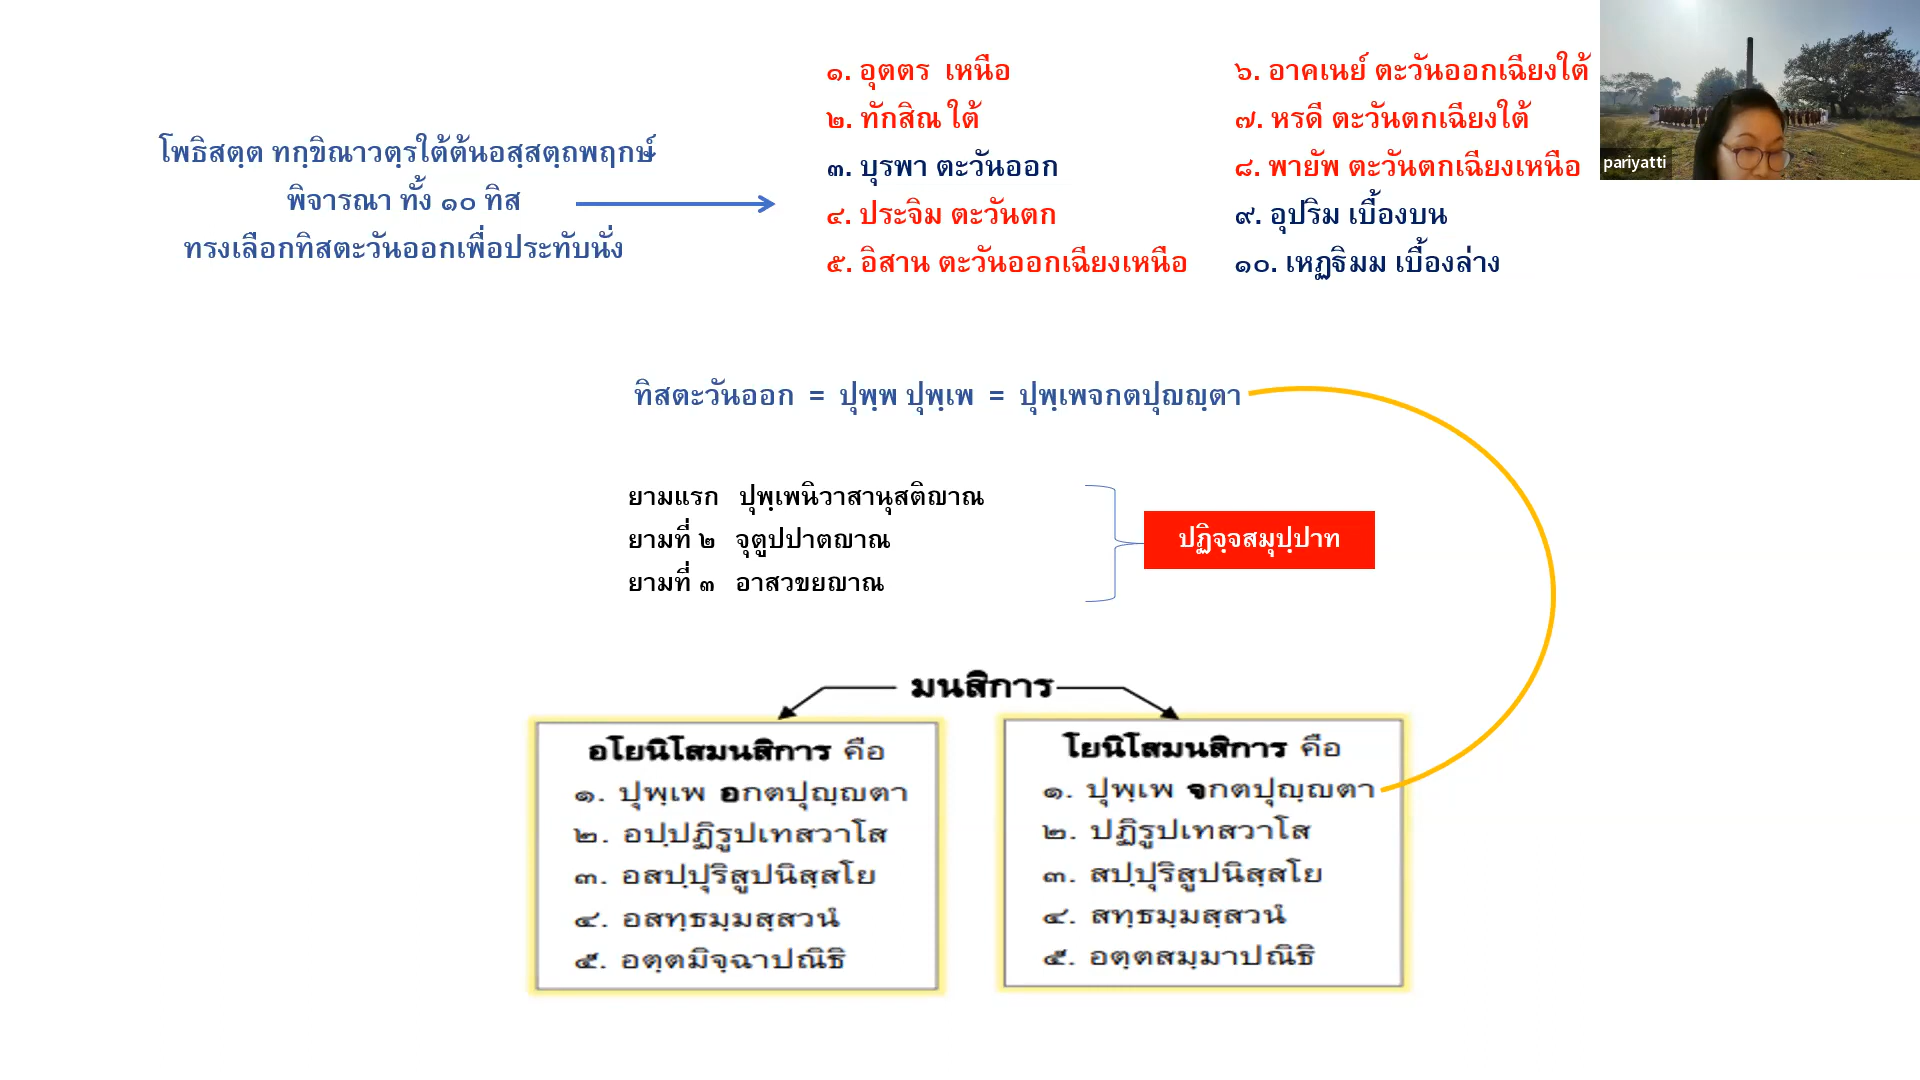 โพธิสตฺต ทกฺขิณาวตฺรใต้ต้นอสฺสตฺถพฤกษ์
พิจารณา ทั้ง ๑๐ ทิส
ทรงเลือกทิสตะวันออกเพื่อประทับนั่ง
๑. อุตตร เหนือ
๒. ทักสิณ ใต้
๓. บุรพา ตะวันออก
๔. ประจิม ตะวันตก
๕. อิสาน ตะวันออกเฉียงเหนือ
๖. อาคเนย์ ตะวันออกเฉียงใต้
๗. หรดี ตะวันตกเฉียงใต้
๘. พายัพ ตะวันตกเฉียงเหนือ
๙. อุปริม เบื้องบน
๑๐. เหฏฐิมม เบื้องล่าง
pariyatti
ทิสตะวันออก = ปุพฺพ ปุพฺเพ = ปุพฺเพจกตปุญญฺตา
ยามแรก ปุพฺเพนิวาสานุสติญาณ
ยามที่ ๒ จุตูปปาตญาณ
ยามที่ ๓ อาสวขยญาณ
ปฏิจฺจสมุปฺปาท
มนสิการ
อโยนิโสมนสิการ คือ
๑. ปุพฺเพ อกตปุญฺญตา
๒. อปฺปฏิรูปเทสวาโส
๓. อสปฺปุริสูปนิสฺสโย
๔. อสทฺธมฺมสฺสวนํ
๕. อตฺตมิจฺฉาปณิธิ
โยนิโสมนสิการ คือ
๑. ปุพฺเพ จกตปุญฺญตา
๒. ปฏิรูปเทสวาโส
๓. สปฺปุริสูปนิสฺสโย
๔. สทฺธมฺมสฺสวนํ
๕. อตฺตสมฺมาปณิธิ